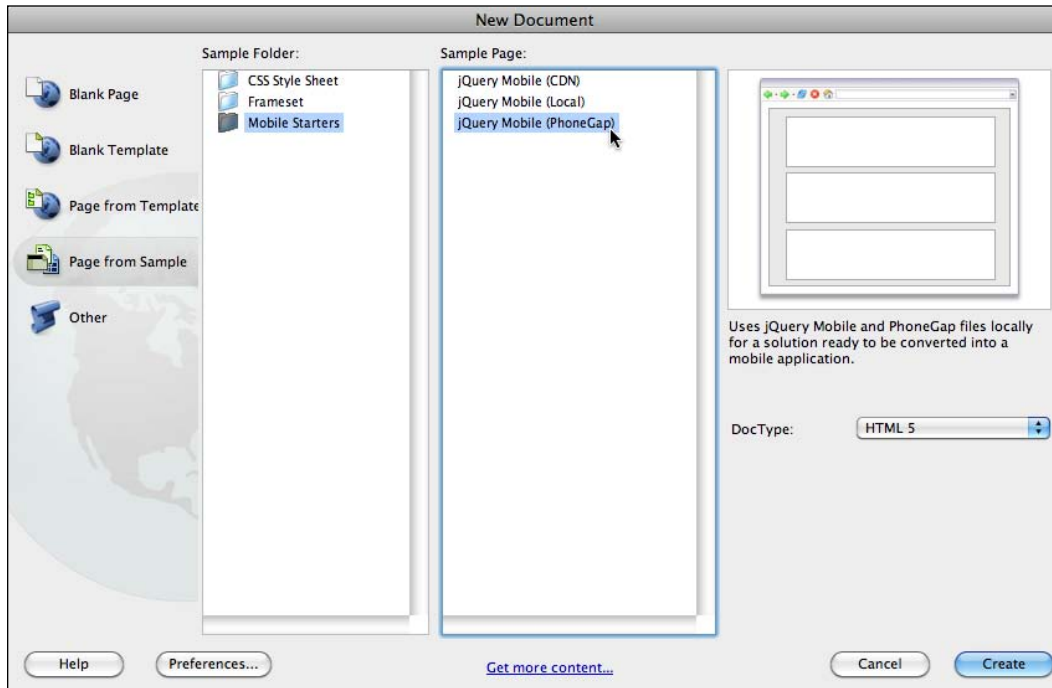 New Document
Blank Page
Blank Template
Page from Template
Page from Sample
Other
Sample Folder:
CSS Style Sheet
Frameset
Mobile Starters
Sample Page:
jQuery Mobile (CDN)
jQuery Mobile (Local)
jQuery Mobile (PhoneGap)
Uses jQuery Mobile and PhoneGap files locally
for a solution ready to be converted into a
mobile application.
DocType:
HTML 5
Help
Preferences...
Get more content...
Cancel
Create